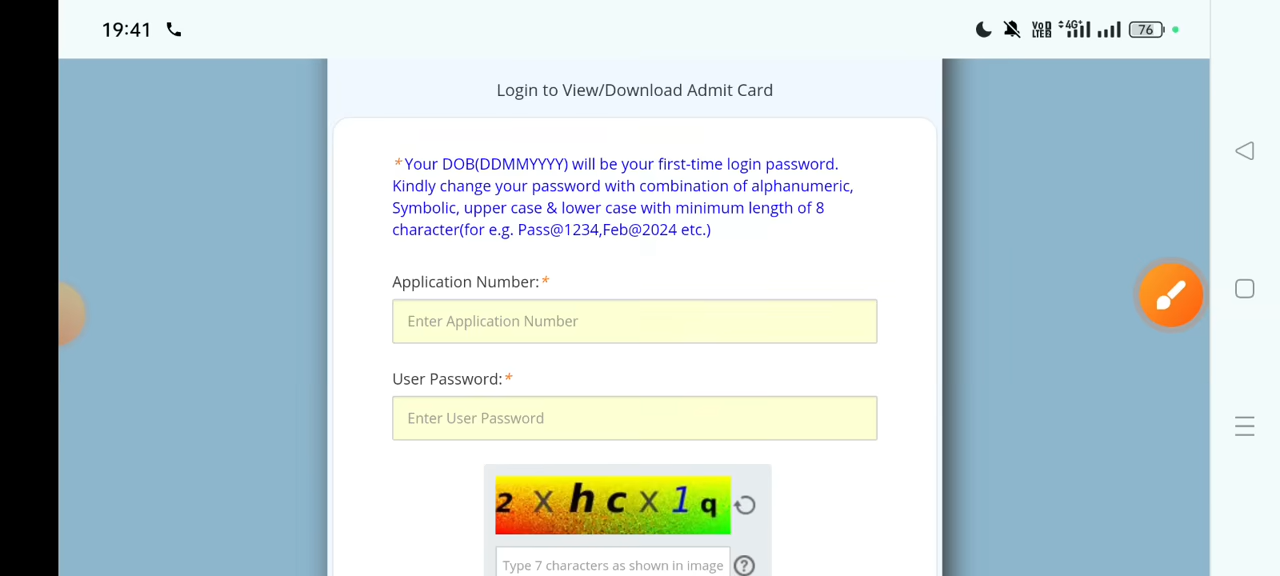 19:41
VoD LTE 4G+ 76
Login to View/Download Admit Card
*Your DOB(DDMMYYYY) will be your first-time login password.
Kindly change your password with combination of alphanumeric,
Symbolic, upper case & lower case with minimum length of 8
character(for e.g. Pass@1234,Feb@2024 etc.)
Application Number:*
Enter Application Number
User Password:*
Enter User Password
2 x h c x 1 q
Type 7 characters as shown in image ?